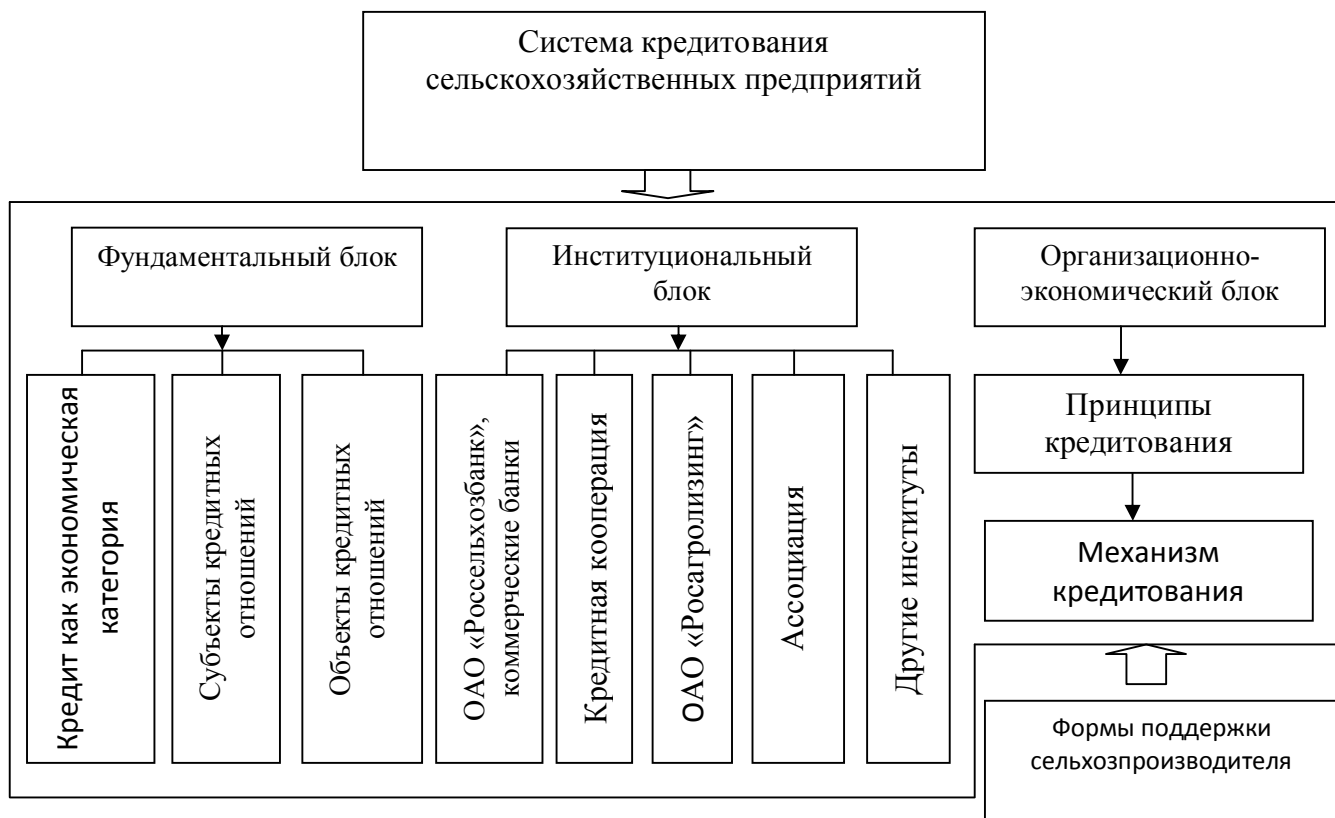 Система кредитования
сельскохозяйственных предприятий
Фундаментальный блок
Институциональный
блок
Организационно-
экономический блок
Кредит как экономическая
категория
Субъекты кредитных
отношений
Объекты кредитных
отношений
ОАО «Россельхозбанк»,
коммерческие банки
Кредитная кооперация
ОАО «Росагролизинг»
Ассоциация
Другие институты
Принципы
кредитования
Механизм
кредитования
Формы поддержки
сельхозпроизводителя